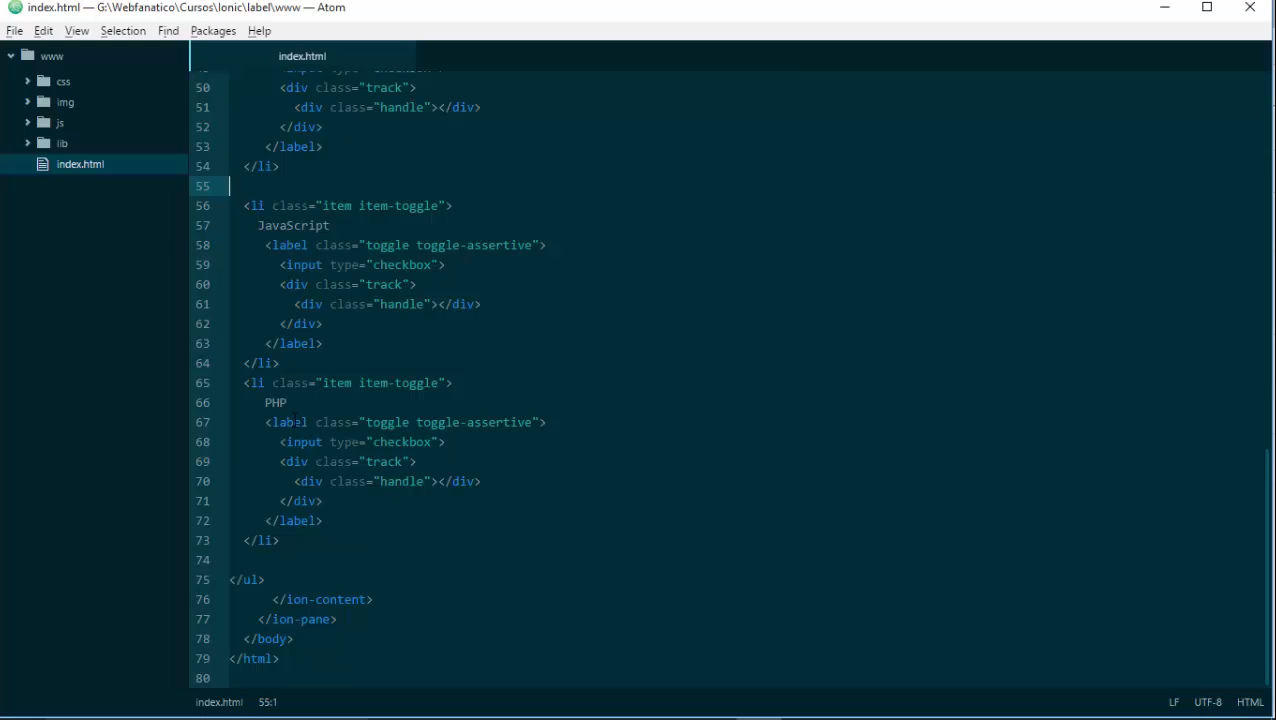 index.html — G:\Webfanatico\Cursos\Ionic\label\www — Atom
File Edit View Selection Find Packages Help
www
css
img
js
lib
index.html
index.html
50 <div class="track">
51 <div class="handle"></div>
52 </div>
53 </label>
54 </li>
55
56 <li class="item item-toggle">
57 JavaScript
58 <label class="toggle toggle-assertive">
59 <input type="checkbox">
60 <div class="track">
61 <div class="handle"></div>
62 </div>
63 </label>
64 </li>
65 <li class="item item-toggle">
66 PHP
67 <label class="toggle toggle-assertive">
68 <input type="checkbox">
69 <div class="track">
70 <div class="handle"></div>
71 </div>
72 </label>
73 </li>
74
75 </ul>
76 </ion-content>
77 </ion-pane>
78 </body>
79 </html>
80
index.html 55:1 LF UTF-8 HTML